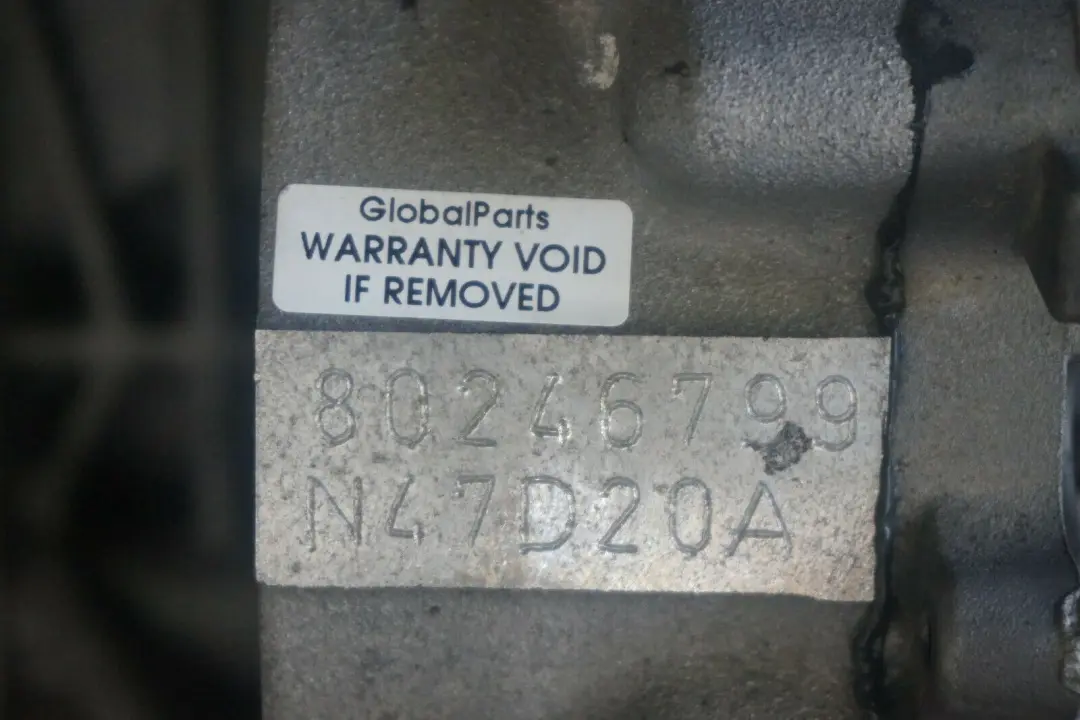 GlobalParts
WARRANTY VOID
IF REMOVED
80246799
N47D20A